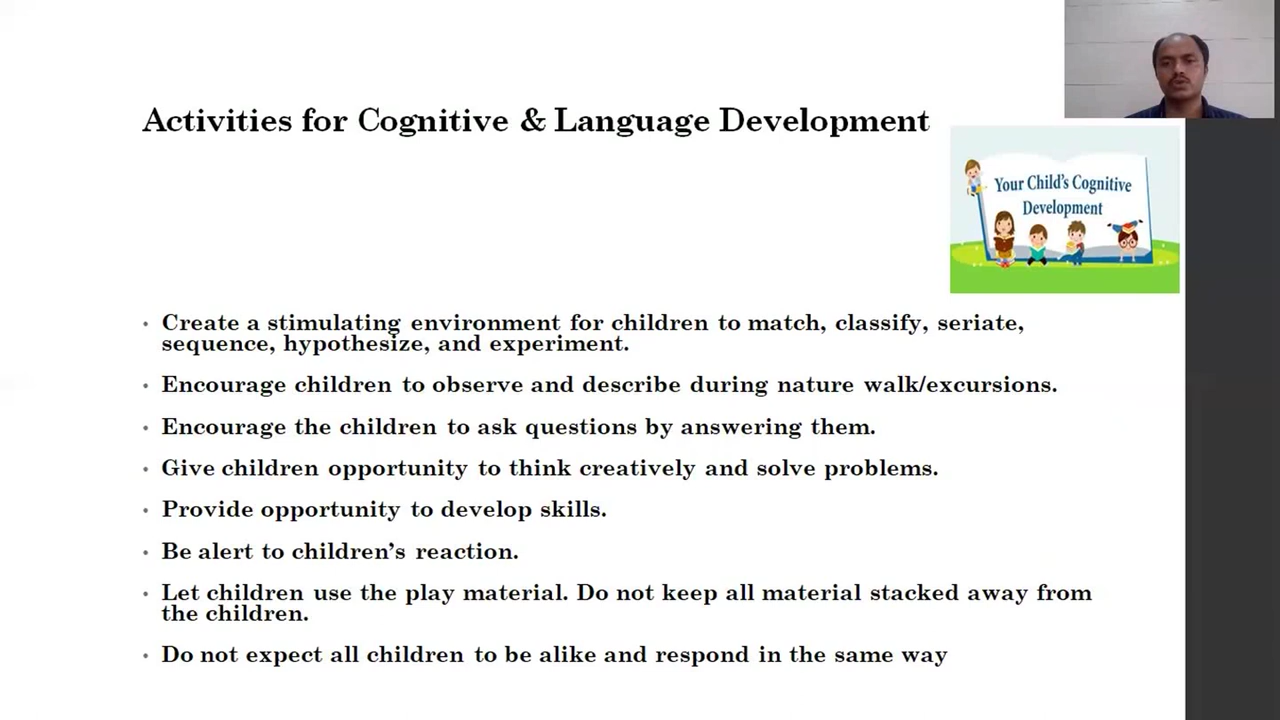 Activities for Cognitive & Language Development
Your Child's Cognitive
Development
• Create a stimulating environment for children to match, classify, seriate,
sequence, hypothesize, and experiment.
• Encourage children to observe and describe during nature walk/excursions.
• Encourage the children to ask questions by answering them.
• Give children opportunity to think creatively and solve problems.
• Provide opportunity to develop skills.
• Be alert to children’s reaction.
• Let children use the play material. Do not keep all material stacked away from
the children.
• Do not expect all children to be alike and respond in the same way